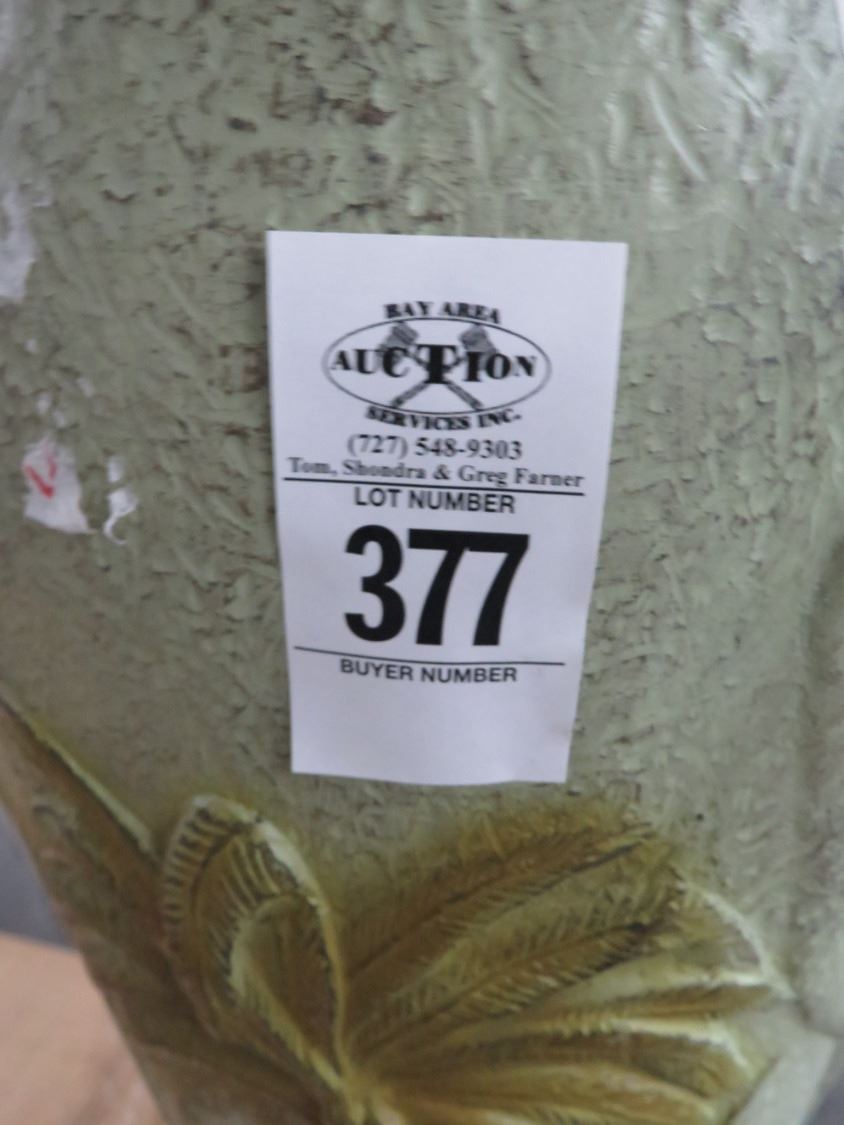 BAY AREA
AUCTION
SERVICES INC.
(727) 548-9303
Tom, Shondra & Greg Farner
LOT NUMBER
377
BUYER NUMBER